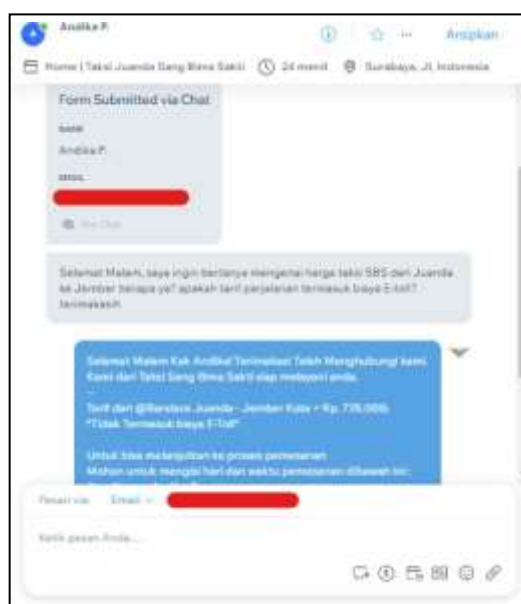 Andika P.
Arsipkan
Home | Taksi Juanda Sang Bima Sakti
24 menit
Surabaya, JI, Indonesia
Form Submitted via Chat
NAME
Andika P.
EMAIL
Pre-Chat
Selamat Malam, saya ingin bertanya mengenai harga taksi SBS dari Juanda
ke Jember berapa ya? apakah tarif perjalanan termasuk biaya E-toll?
terimakasih
Selamat Malam Kak Andika! Terimakasi Telah Menghubungi kami
Kami dari Taksi Sang Bima Sakti siap melayani anda.
--
Tarif dari @Bandara Juanda - Jember Kota = Rp.
*Tidak Termasuk biaya E-Toll*
Untuk bisa melanjutkan ke proses pemesanan
Mohon untuk mengisi hari dan waktu pemesanan dibawah ini:
Pesan via
Email
Ketik pesan Anda...